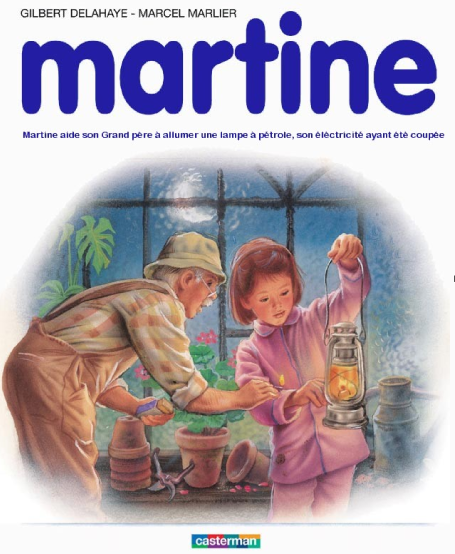 GILBERT DELAHAYE - MARCEL MARLIER
martine
Martine aide son Grand père à allumer une lampe à pétrole, son éléctricité ayant été coupée
casterman